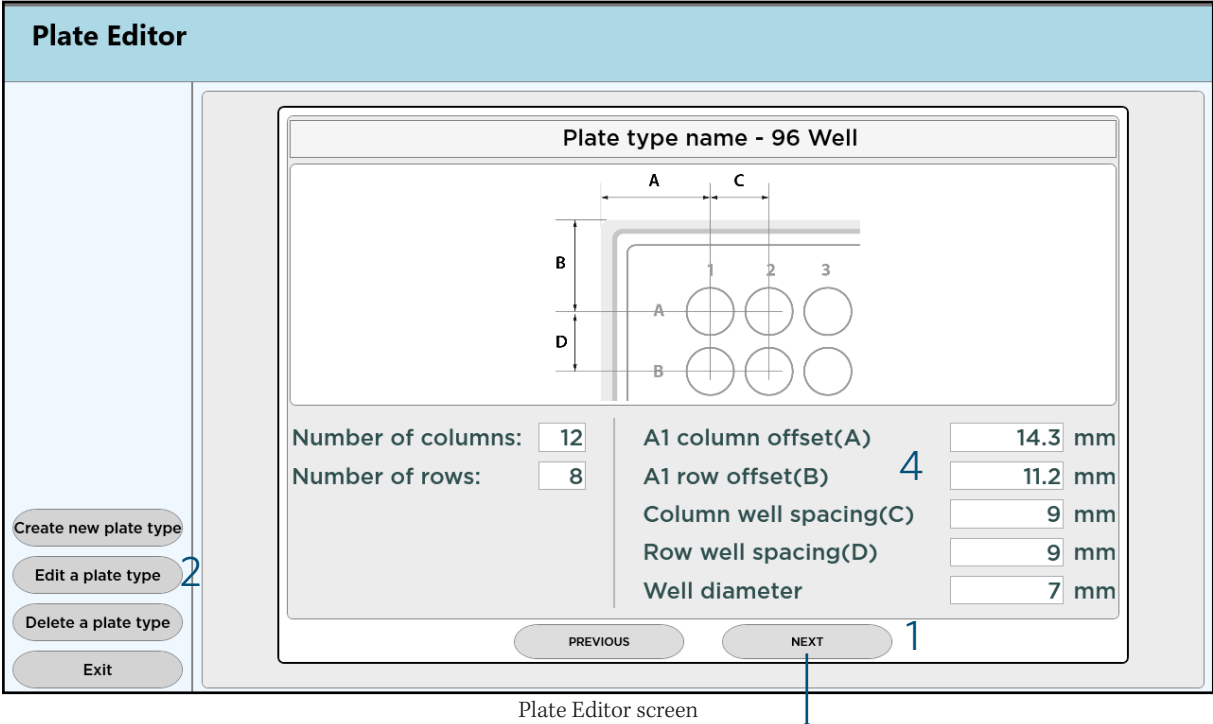 Plate Editor
Plate type name - 96 Well
A C
B
1 2 3
A
D
B
Number of columns: 12
Number of rows: 8
A1 column offset(A) 14.3 mm
A1 row offset(B) 11.2 mm
4
Column well spacing(C) 9 mm
Row well spacing(D) 9 mm
Well diameter 7 mm
Create new plate type
Edit a plate type
2
Delete a plate type
Exit
PREVIOUS
NEXT
1
Plate Editor screen